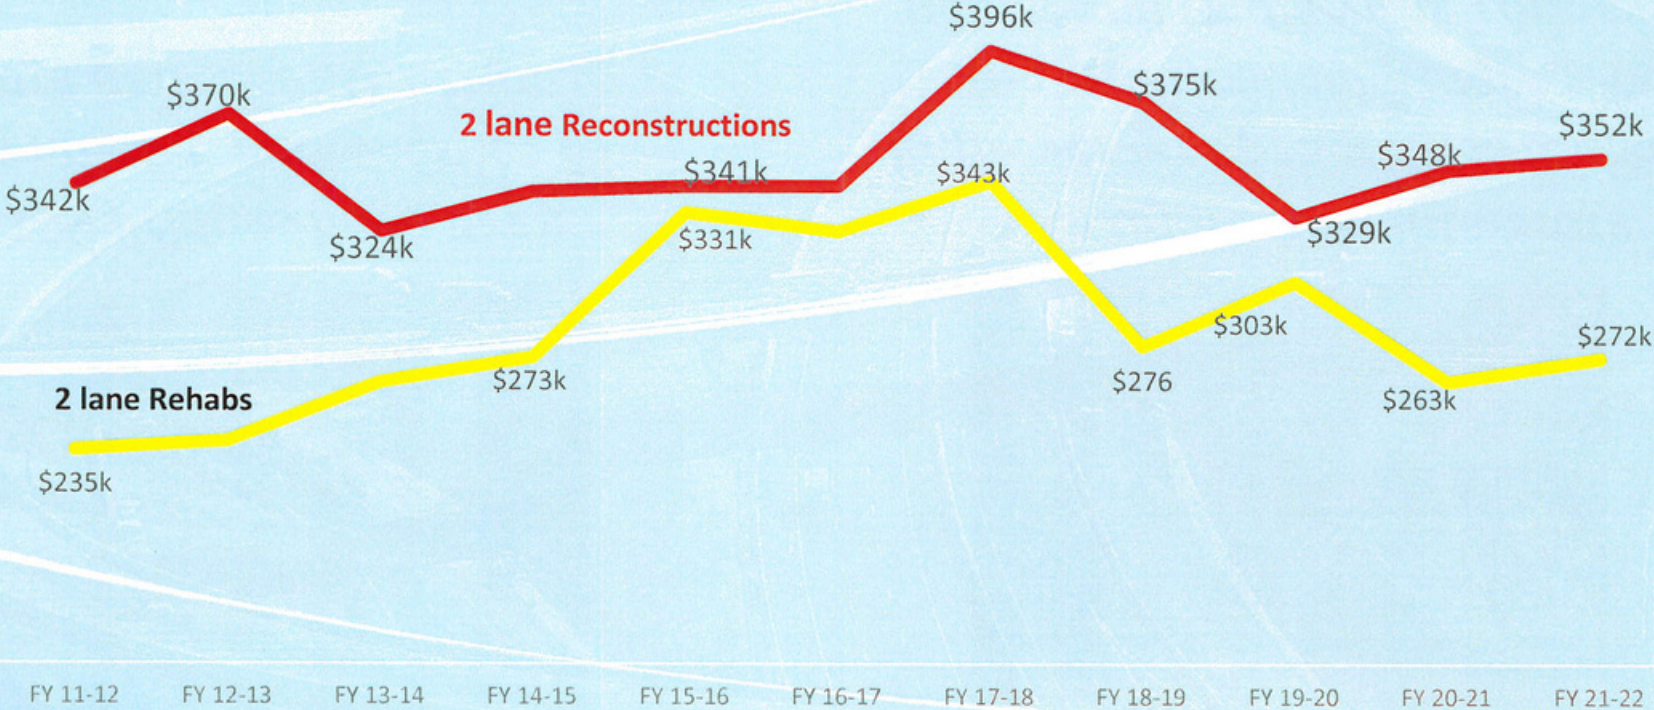 $396k
$370k
$375k
2 lane Reconstructions
$352k
$341k
$343k
$348k
$342k
$324k
$331k
$329k
$303k
$272k
2 lane Rehabs
$273k
$276
$263k
$235k
FY 11-12 FY 12-13 FY 13-14 FY 14-15 FY 15-16 FY 16-17 FY 17-18 FY 18-19 FY 19-20 FY 20-21 FY 21-22